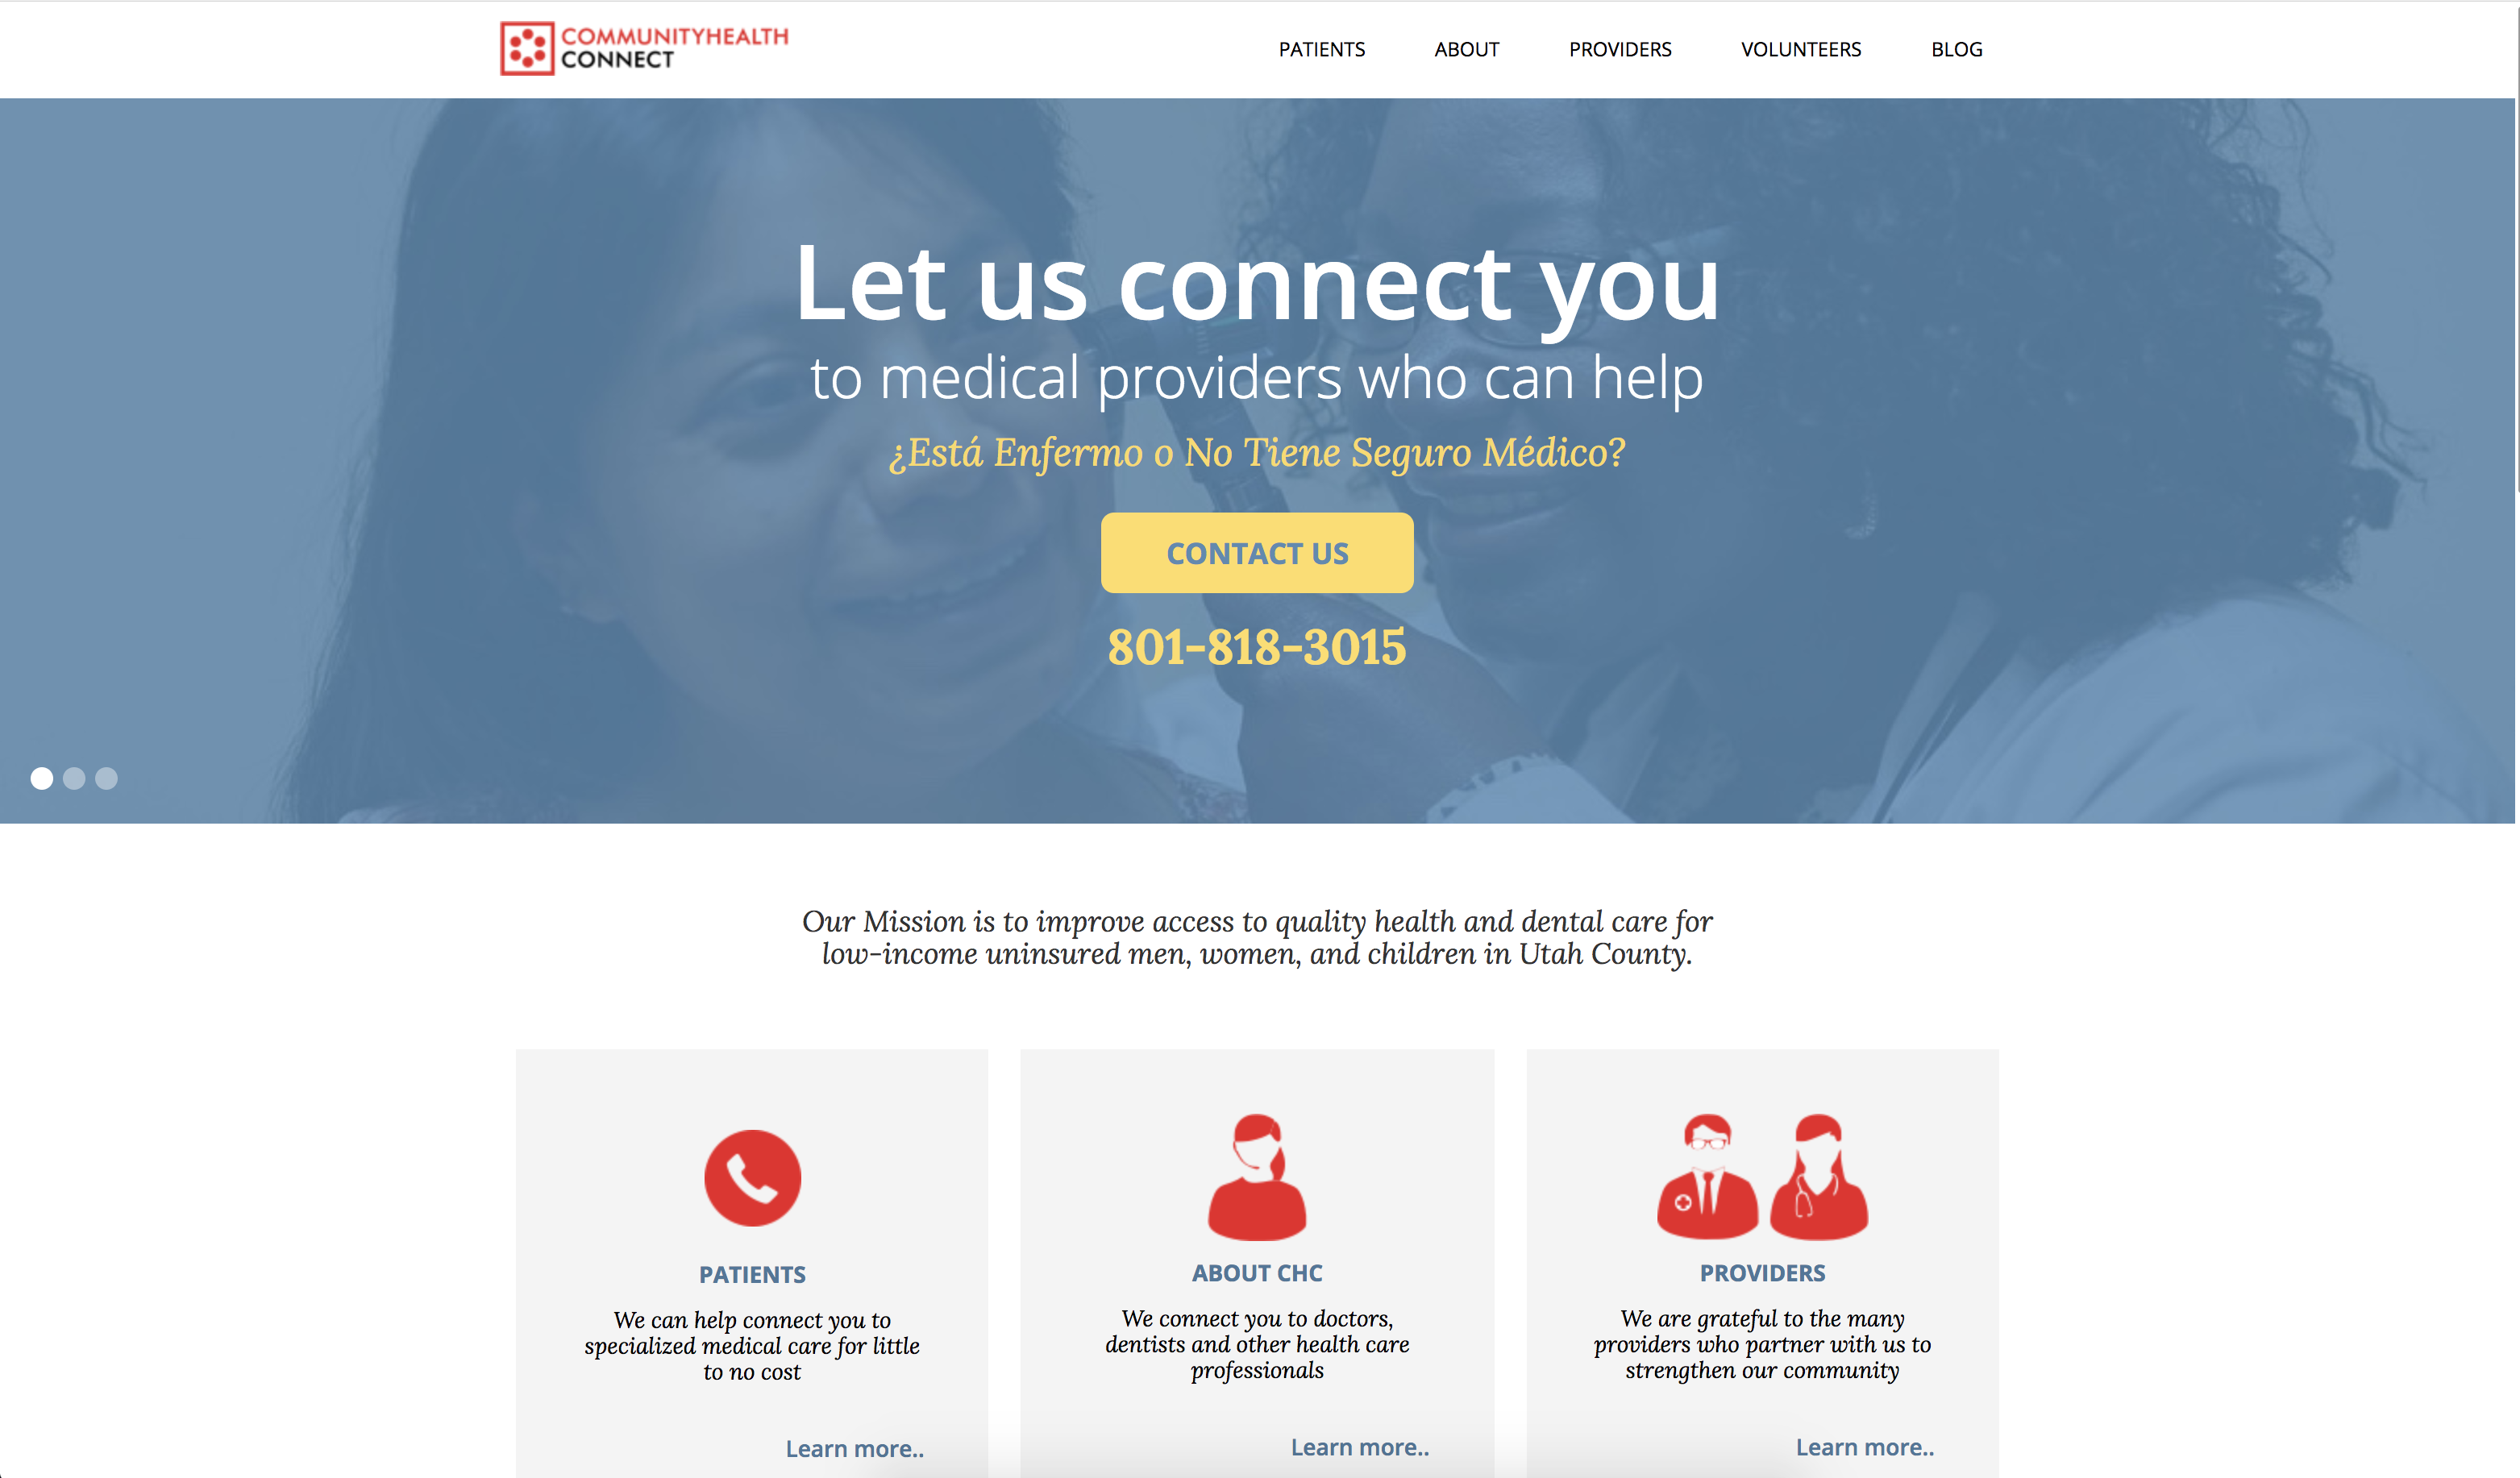 COMMUNITYHEALTH
CONNECT
PATIENTS ABOUT PROVIDERS VOLUNTEERS BLOG
Let us connect you
to medical providers who can help
¿Está Enfermo o No Tiene Seguro Médico?
CONTACT US
801-818-3015
Our Mission is to improve access to quality health and dental care for
low-income uninsured men, women, and children in Utah County.
PATIENTS
We can help connect you to
specialized medical care for little
to no cost
Learn more..
ABOUT CHC
We connect you to doctors,
dentists and other health care
professionals
Learn more..
PROVIDERS
We are grateful to the many
providers who partner with us to
strengthen our community
Learn more..